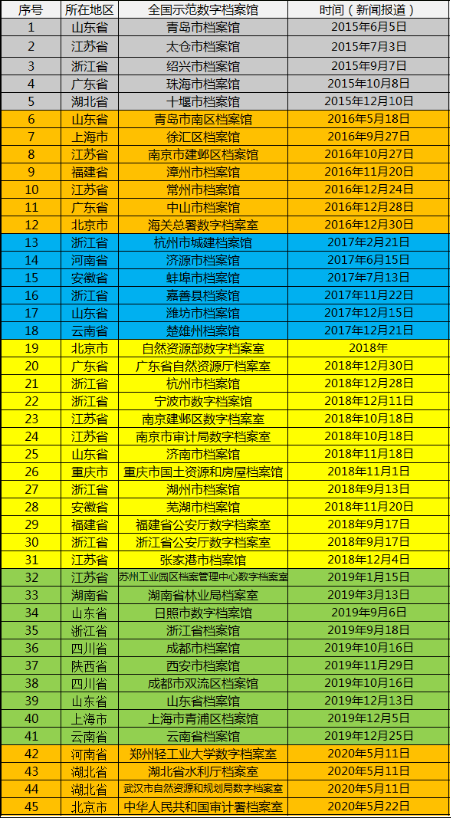 序号 所在地区 全国示范数字档案馆 时间（新闻报道）
1 山东省 青岛市档案馆 2015年6月5日
2 江苏省 太仓市档案馆 2015年7月3日
3 浙江省 绍兴市档案馆 2015年9月7日
4 广东省 珠海市档案馆 2015年10月8日
5 湖北省 十堰市档案馆 2015年12月10日
6 山东省 青岛市南区档案馆 2016年5月18日
7 上海市 徐汇区档案馆 2016年9月27日
8 江苏省 南京市建邺区档案馆 2016年10月27日
9 福建省 漳州市档案馆 2016年11月20日
10 江苏省 常州市档案馆 2016年12月24日
11 广东省 中山市档案馆 2016年12月28日
12 北京市 海关总署数字档案室 2016年12月30日
13 浙江省 杭州市城建档案馆 2017年2月21日
14 河南省 济源市档案馆 2017年6月15日
15 安徽省 蚌埠市档案馆 2017年7月13日
16 浙江省 嘉善县档案馆 2017年11月22日
17 山东省 潍坊市档案馆 2017年12月15日
18 云南省 楚雄州档案馆 2017年12月21日
19 北京市 自然资源部数字档案室 2018年
20 广东省 广东省自然资源厅档案室 2018年12月30日
21 浙江省 杭州市档案馆 2018年12月28日
22 浙江省 宁波市数字档案馆 2018年12月11日
23 江苏省 南京建邺区数字档案室 2018年10月18日
24 江苏省 南京市审计局数字档案室 2018年10月18日
25 山东省 济南市档案馆 2018年11月18日
26 重庆市 重庆市国土资源和房屋档案馆 2018年11月1日
27 浙江省 湖州市档案馆 2018年9月13日
28 安徽省 芜湖市档案馆 2018年11月20日
29 福建省 福建省公安厅数字档案室 2018年9月17日
30 浙江省 浙江省公安厅数字档案室 2018年9月17日
31 江苏省 张家港市档案馆 2018年12月4日
32 江苏省 苏州工业园区档案管理中心数字档案室 2019年1月15日
33 湖南省 湖南省林业局档案室 2019年3月13日
34 山东省 日照市数字档案馆 2019年9月6日
35 浙江省 浙江省档案馆 2019年9月18日
36 四川省 成都市档案馆 2019年10月16日
37 陕西省 西安市档案馆 2019年11月29日
38 四川省 成都市双流区档案馆 2019年10月16日
39 山东省 山东省档案馆 2019年12月13日
40 上海市 上海市青浦区档案馆 2019年12月5日
41 云南省 云南省档案馆 2019年12月25日
42 河南省 郑州轻工业大学数字档案室 2020年5月11日
43 湖北省 湖北省水利厅档案室 2020年5月11日
44 湖北省 武汉市自然资源和规划局数字档案室 2020年5月11日
45 北京市 中华人民共和国审计署档案室 2020年5月22日